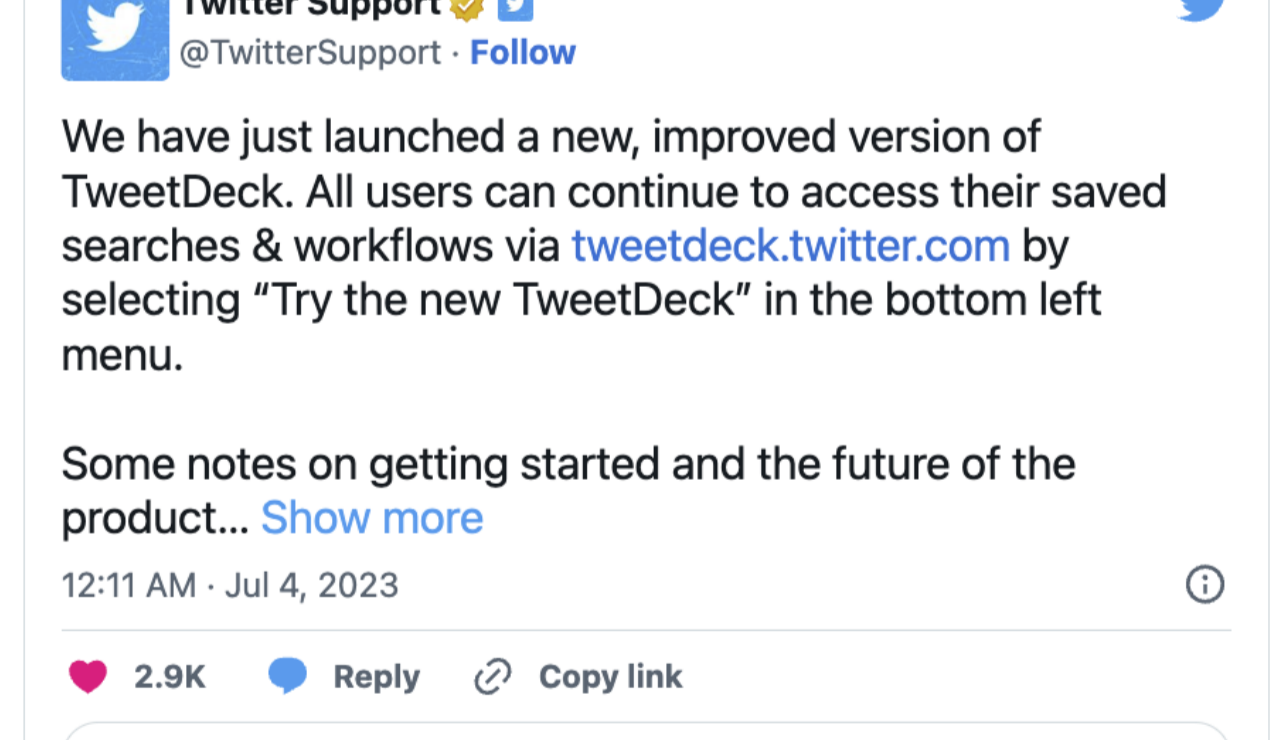 Twitter Support
@TwitterSupport · Follow
We have just launched a new, improved version of
TweetDeck. All users can continue to access their saved
searches & workflows via tweetdeck.twitter.com by
selecting “Try the new TweetDeck” in the bottom left
menu.
Some notes on getting started and the future of the
product... Show more
12:11 AM · Jul 4, 2023
2.9K Reply Copy link